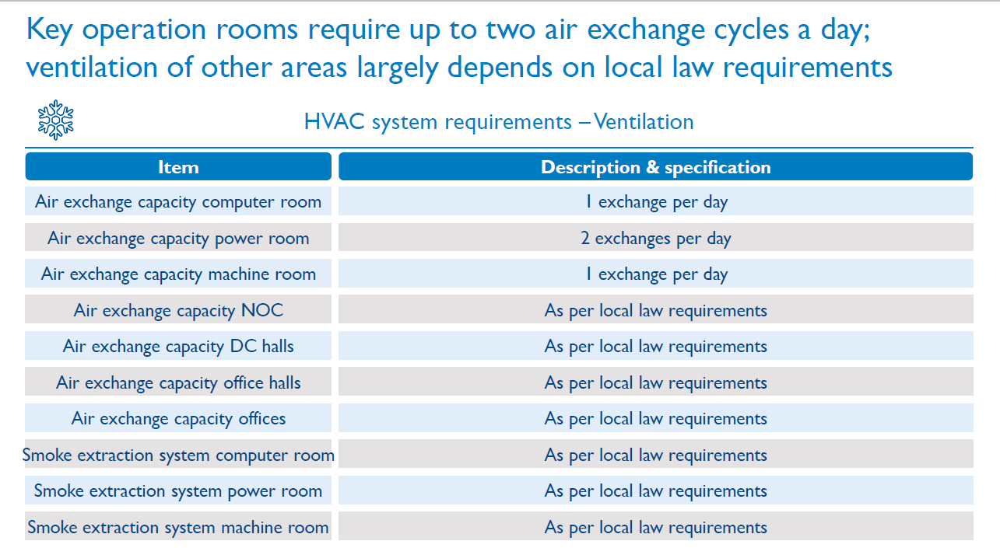 Key operation rooms require up to two air exchange cycles a day;
ventilation of other areas largely depends on local law requirements
HVAC system requirements – Ventilation
Item Description & specification
Air exchange capacity computer room 1 exchange per day
Air exchange capacity power room 2 exchanges per day
Air exchange capacity machine room 1 exchange per day
Air exchange capacity NOC As per local law requirements
Air exchange capacity DC halls As per local law requirements
Air exchange capacity office halls As per local law requirements
Air exchange capacity offices As per local law requirements
Smoke extraction system computer room As per local law requirements
Smoke extraction system power room As per local law requirements
Smoke extraction system machine room As per local law requirements